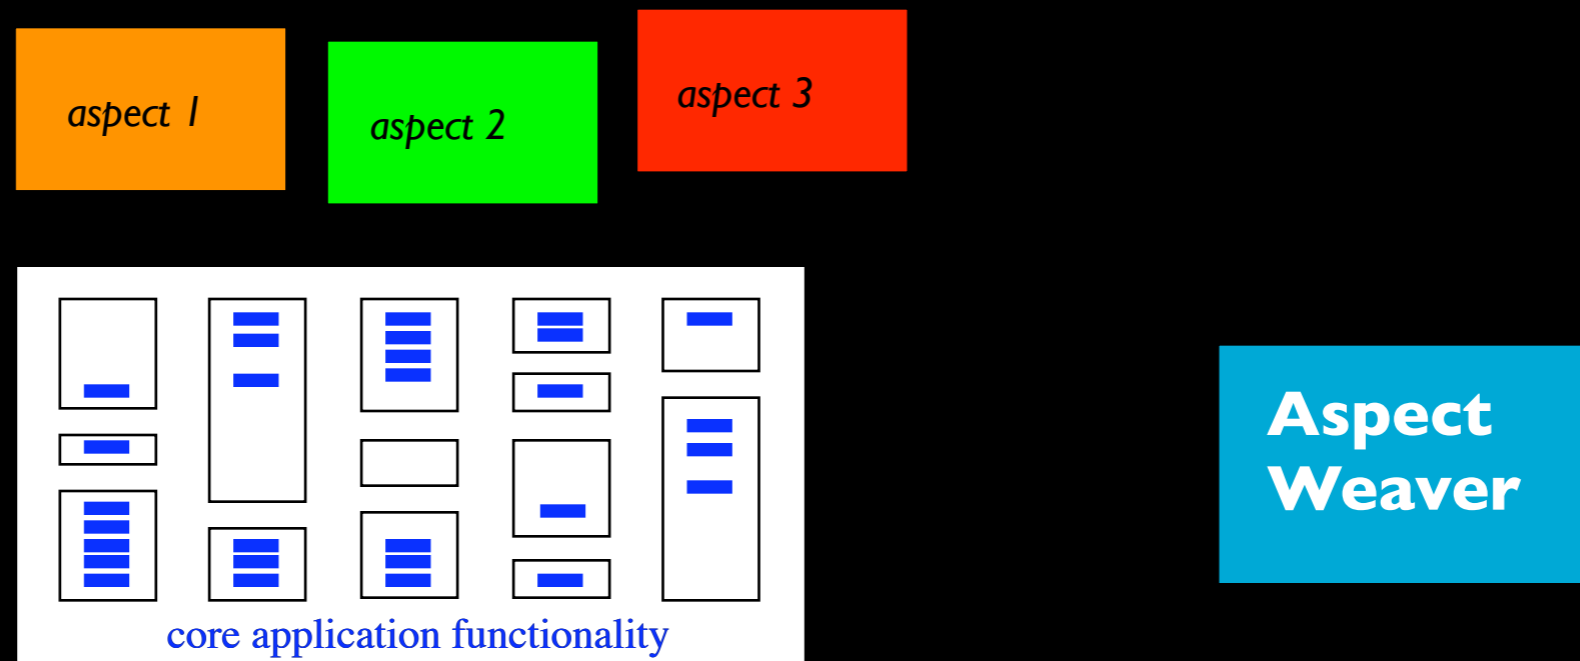 aspect 1
aspect 2
aspect 3
Aspect
Weaver
core application functionality